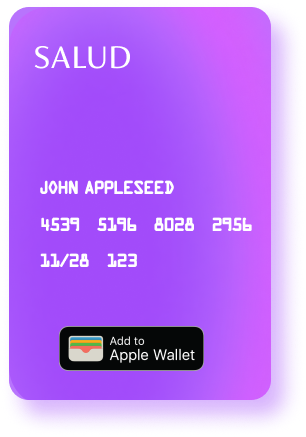 SALUD
JOHN APPLESEED
4539 5196 8028 2956
11/28 123
Add to
Apple Wallet